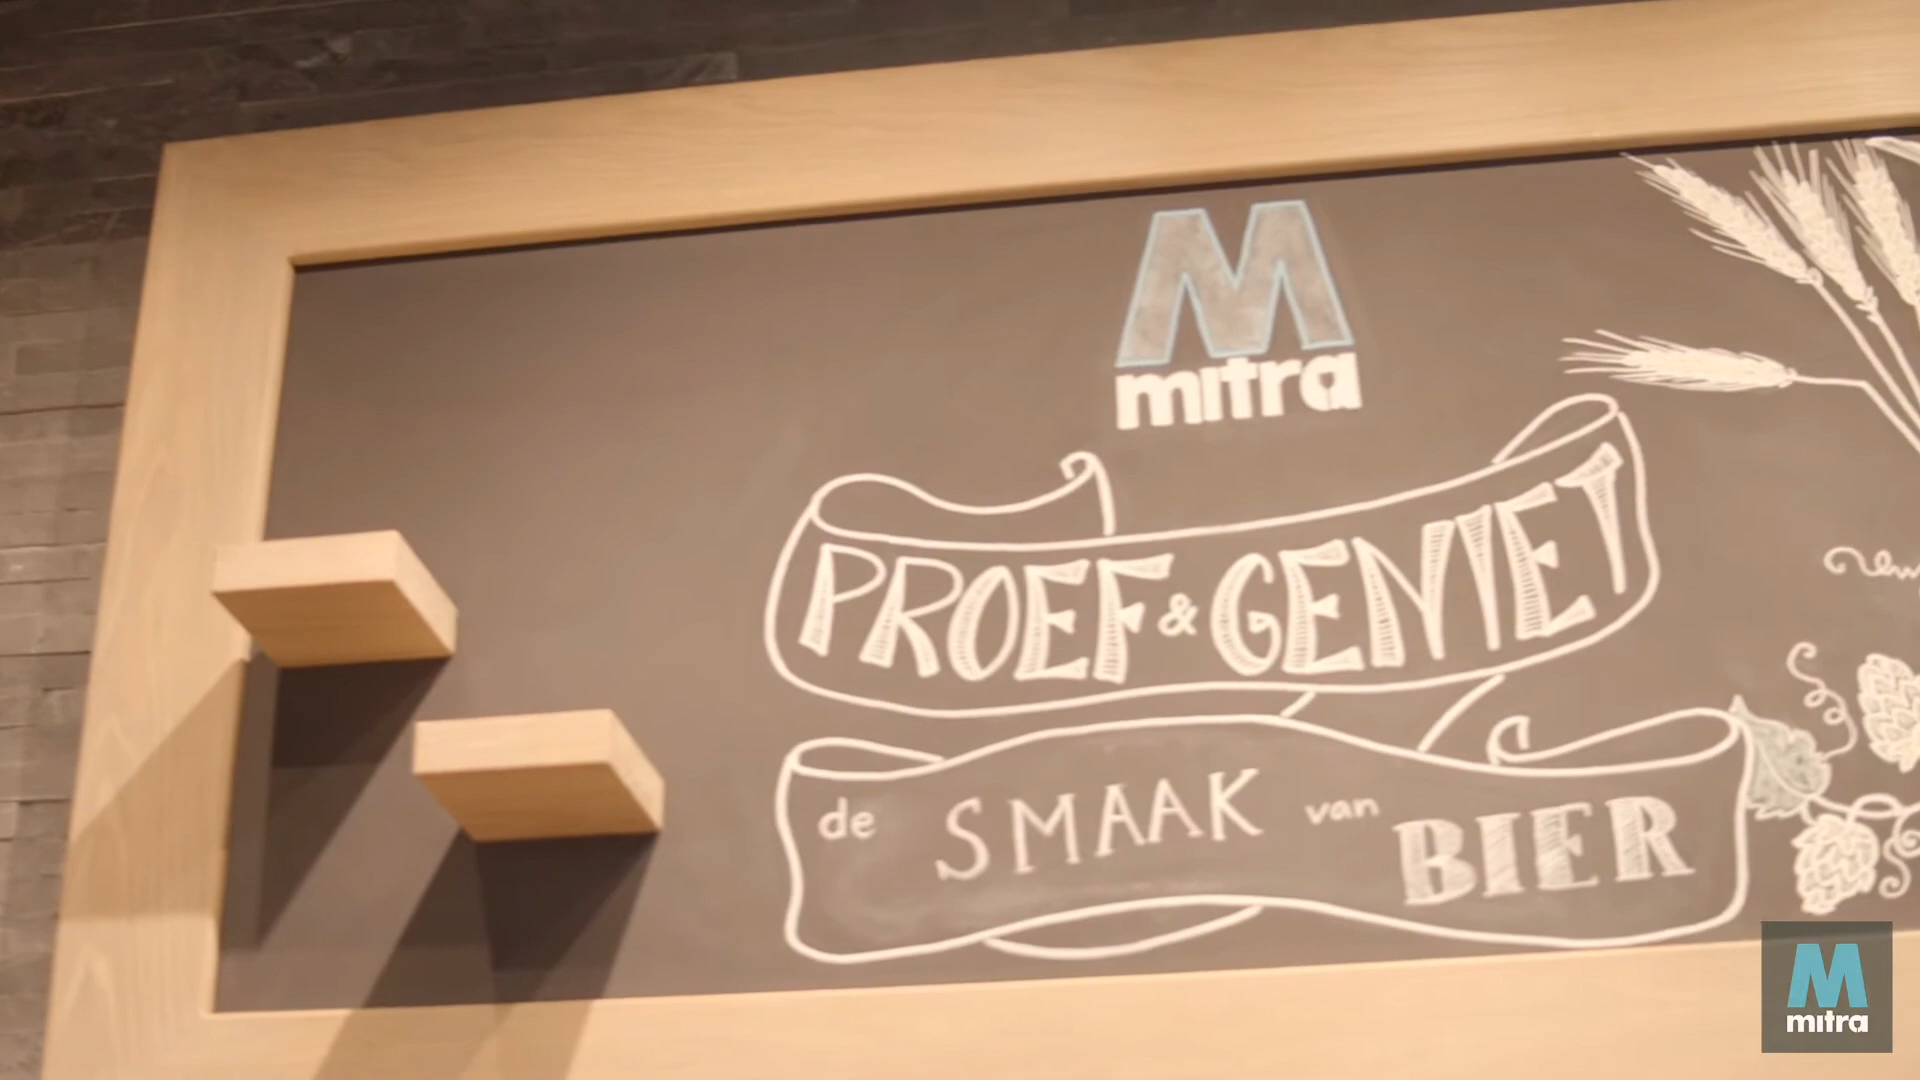 M
mitra
PROEF & GENIET
de SMAAK van BIER
M
mitra